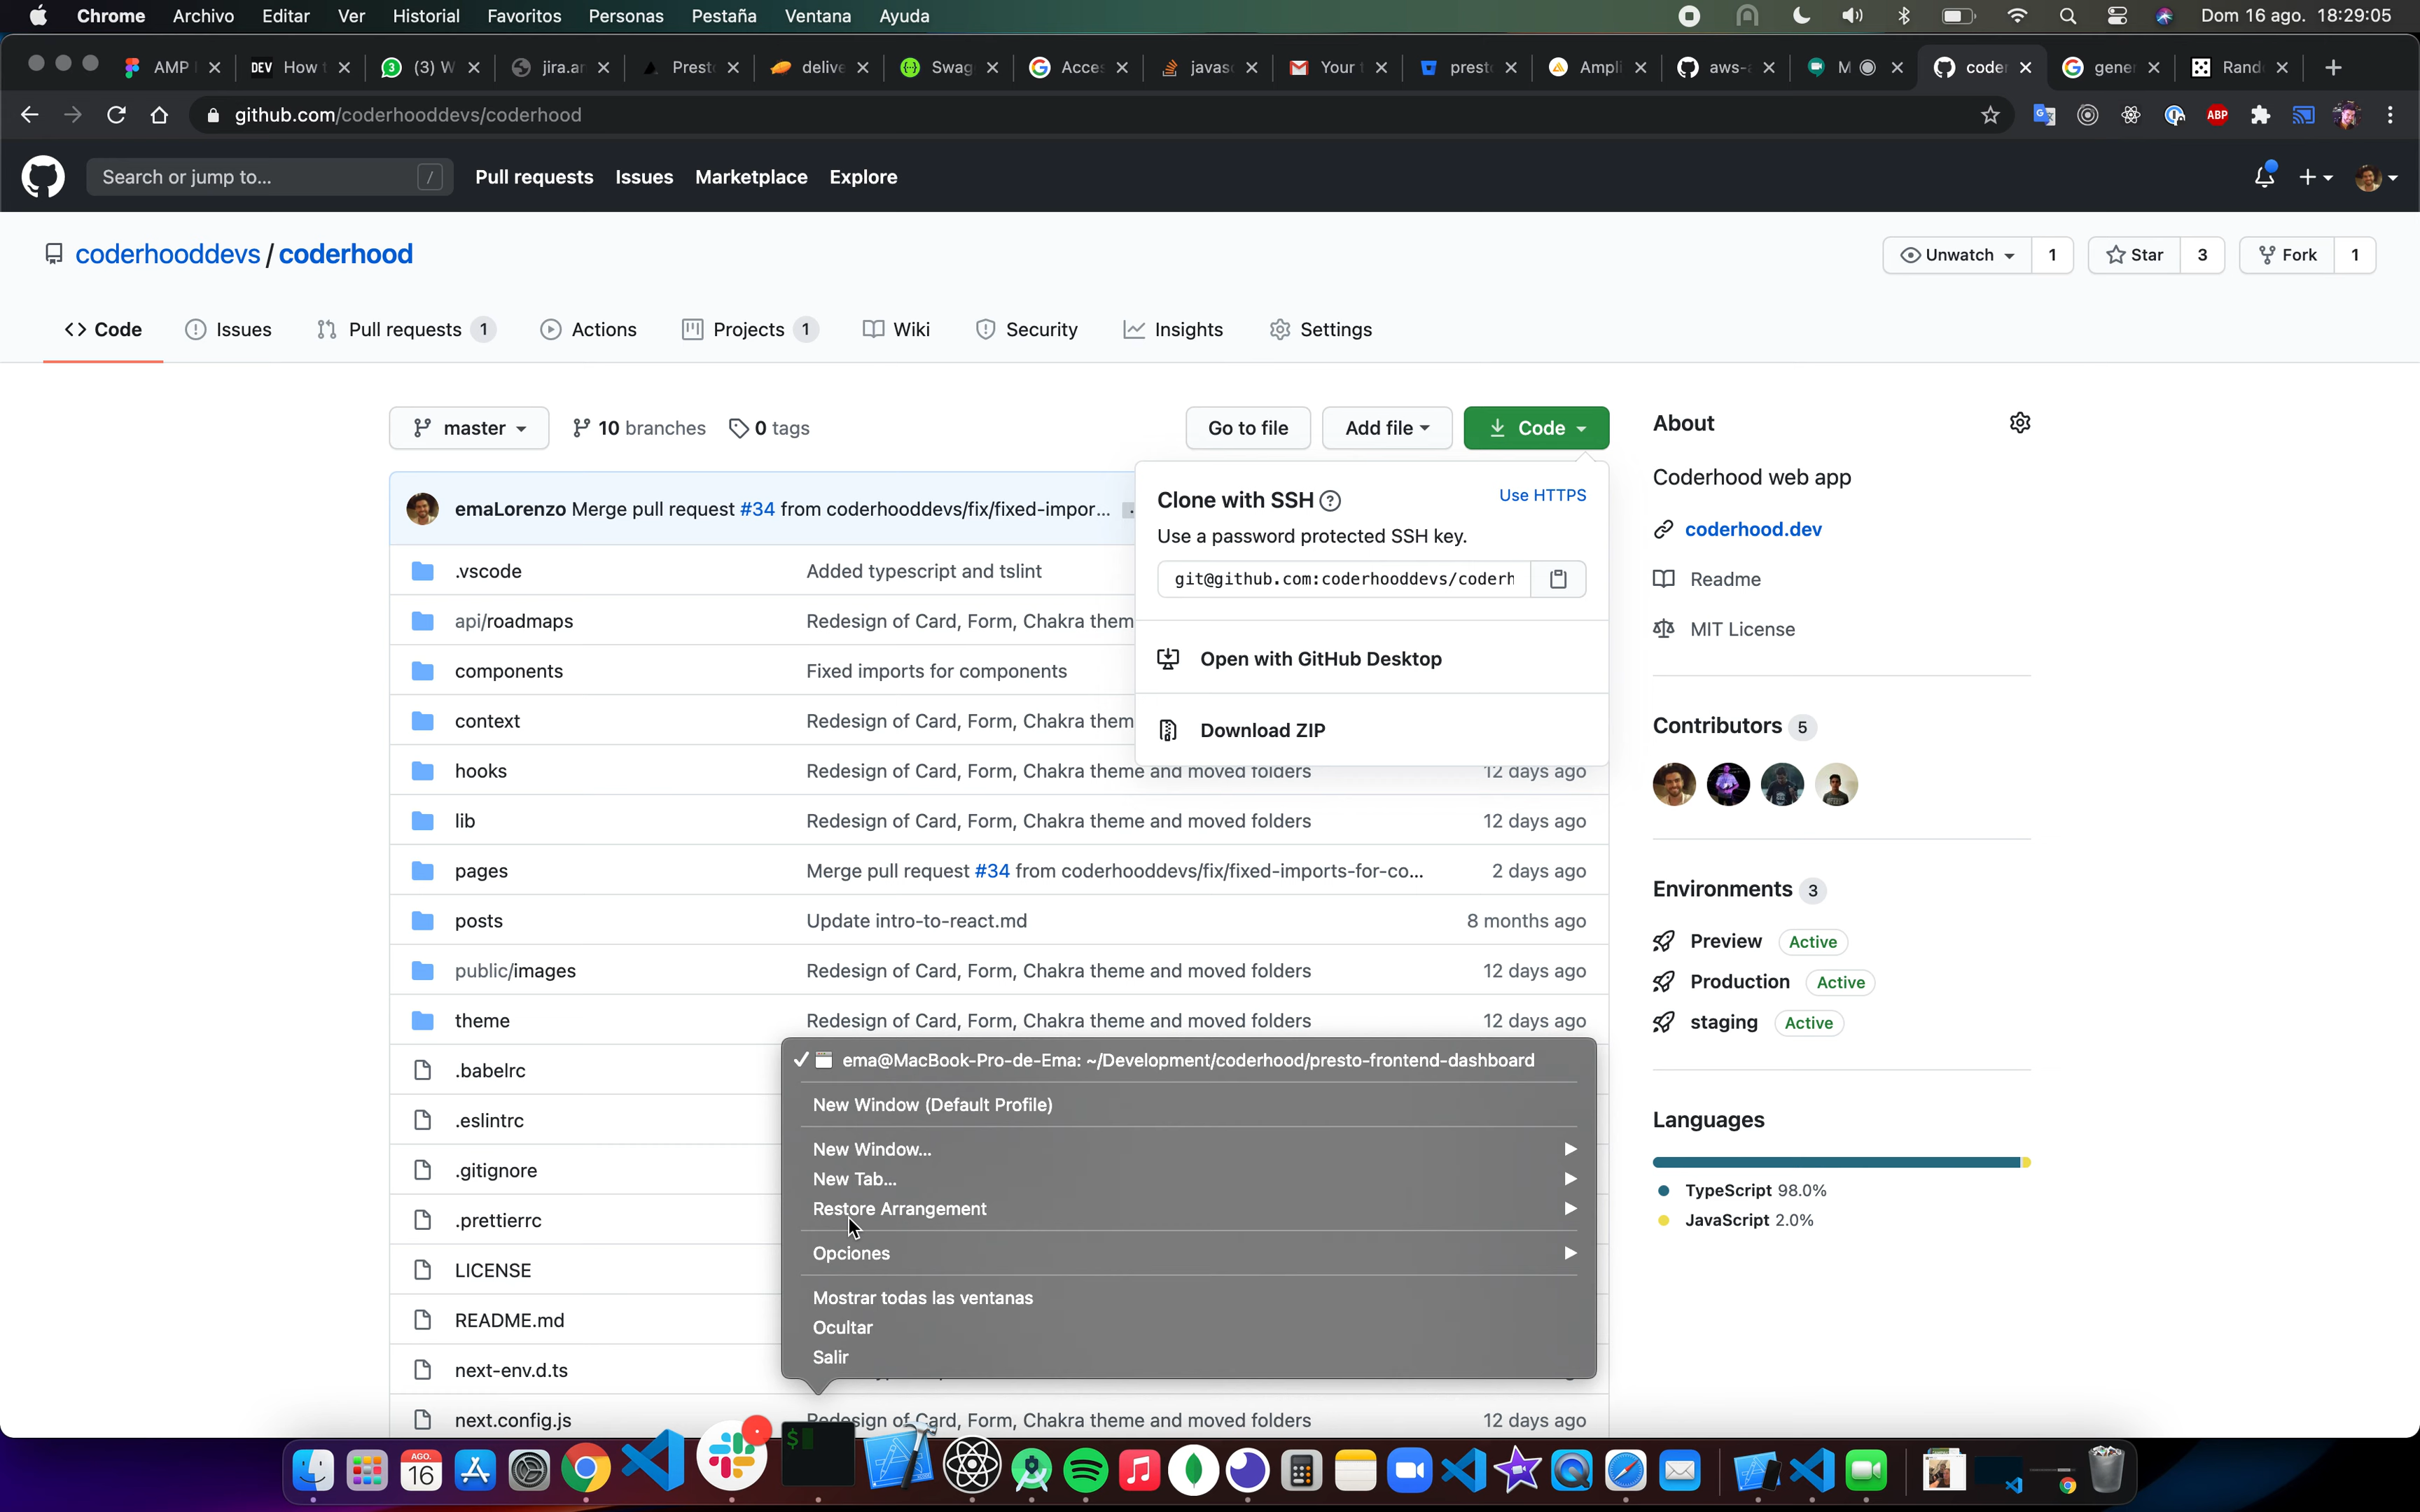 Chrome Archivo Editar Ver Historial Favoritos Personas Pestaña Ventana Ayuda Dom 16 ago. 18:29:05
AMP DEV How t (3) W jira.ar Presto delive Swag Acces javasc Your t presto Ampli aws-a M coder gener Rand
github.com/coderhooddevs/coderhood ABP
Search or jump to... / Pull requests Issues Marketplace Explore
coderhooddevs / coderhood Unwatch 1 Star 3 Fork 1
Code Issues Pull requests 1 Actions Projects 1 Wiki Security Insights Settings
master 10 branches 0 tags Go to file Add file Code
About
Coderhood web app
coderhood.dev
Readme
MIT License
Clone with SSH ? Use HTTPS
Use a password protected SSH key.
git@github.com:coderhooddevs/coderh
Open with GitHub Desktop
Download ZIP
emaLorenzo Merge pull request #34 from coderhooddevs/fix/fixed-impor...
.vscode Added typescript and tslint
api/roadmaps Redesign of Card, Form, Chakra them
components Fixed imports for components
context Redesign of Card, Form, Chakra them
hooks Redesign of Card, Form, Chakra theme and moved folders 12 days ago
lib Redesign of Card, Form, Chakra theme and moved folders 12 days ago
pages Merge pull request #34 from coderhooddevs/fix/fixed-imports-for-co... 2 days ago
posts Update intro-to-react.md 8 months ago
public/images Redesign of Card, Form, Chakra theme and moved folders 12 days ago
theme Redesign of Card, Form, Chakra theme and moved folders 12 days ago
.babelrc
.eslintrc
.gitignore
.prettierrc
LICENSE
README.md
next-env.d.ts
next.config.js Redesign of Card, Form, Chakra theme and moved folders 12 days ago
Contributors 5
Environments 3
Preview Active
Production Active
staging Active
Languages
TypeScript 98.0%
JavaScript 2.0%
ema@MacBook-Pro-de-Ema: ~/Development/coderhood/presto-frontend-dashboard
New Window (Default Profile)
New Window...
New Tab...
Restore Arrangement
Opciones
Mostrar todas las ventanas
Ocultar
Salir
AGO.
16
$